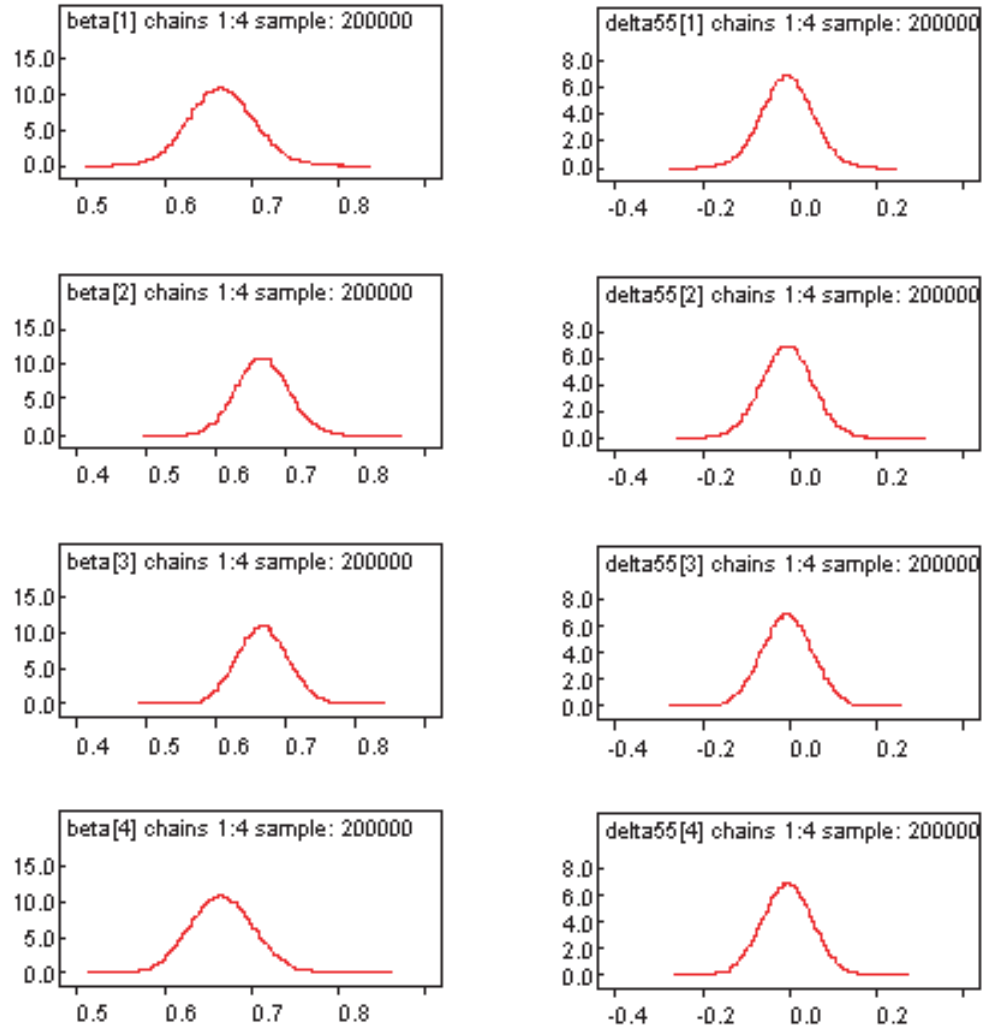 beta[1] chains 1:4 sample: 200000
15.0
10.0
5.0
0.0
0.5 0.6 0.7 0.8
delta55[1] chains 1:4 sample: 200000
8.0
6.0
4.0
2.0
0.0
-0.4 -0.2 0.0 0.2
beta[2] chains 1:4 sample: 200000
15.0
10.0
5.0
0.0
0.4 0.5 0.6 0.7 0.8
delta55[2] chains 1:4 sample: 200000
8.0
6.0
4.0
2.0
0.0
-0.4 -0.2 0.0 0.2
beta[3] chains 1:4 sample: 200000
15.0
10.0
5.0
0.0
0.4 0.5 0.6 0.7 0.8
delta55[3] chains 1:4 sample: 200000
8.0
6.0
4.0
2.0
0.0
-0.4 -0.2 0.0 0.2
beta[4] chains 1:4 sample: 200000
15.0
10.0
5.0
0.0
0.5 0.6 0.7 0.8
delta55[4] chains 1:4 sample: 200000
8.0
6.0
4.0
2.0
0.0
-0.4 -0.2 0.0 0.2